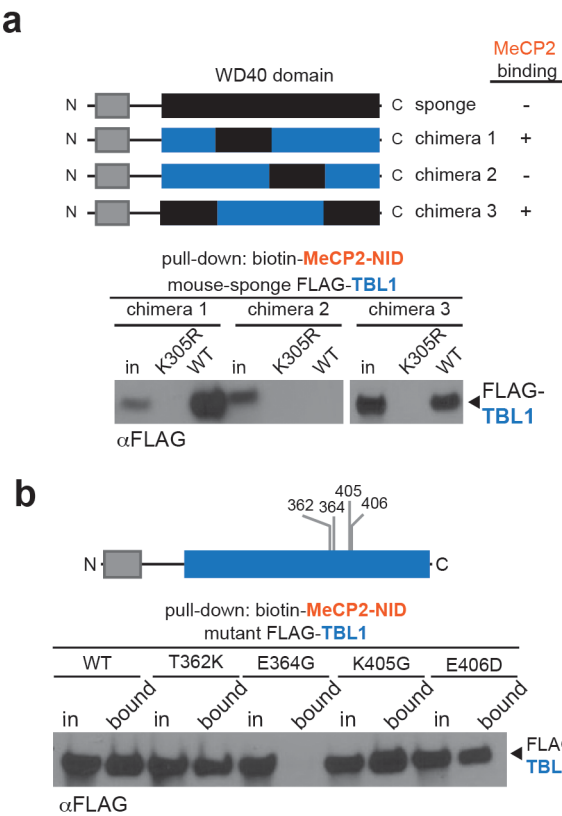 a
MeCP2
binding
WD40 domain
N C sponge -
N C chimera 1 +
N C chimera 2 -
N C chimera 3 +
pull-down: biotin-MeCP2-NID
mouse-sponge FLAG-TBL1
chimera 1 chimera 2 chimera 3
in K305R WT in K305R WT in K305R WT
FLAG-
TBL1
αFLAG
b
362 364 405 406
N C
pull-down: biotin-MeCP2-NID
mutant FLAG-TBL1
WT T362K E364G K405G E406D
in bound in bound in bound in bound in bound
FLA
TBL
αFLAG